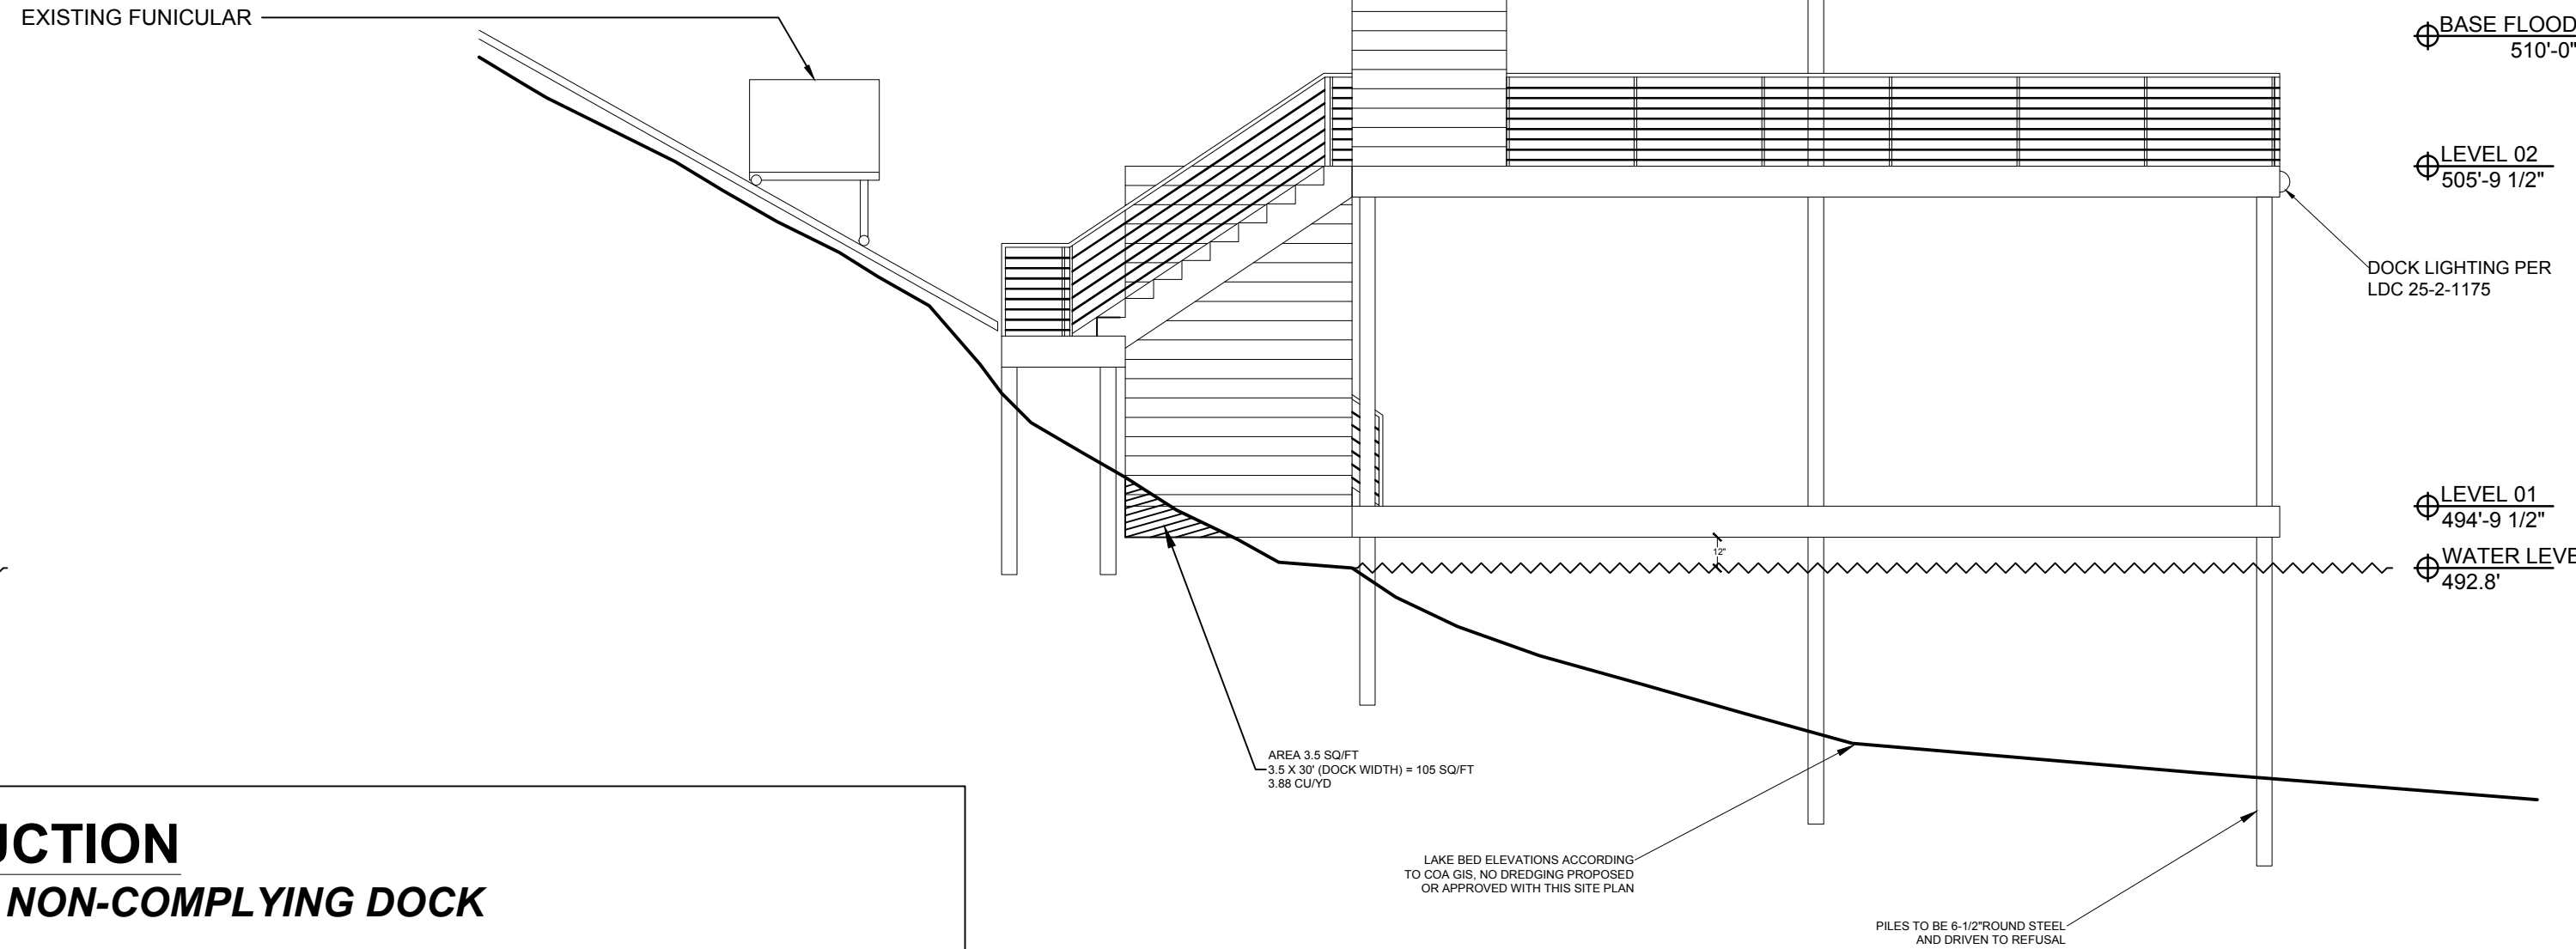 EXISTING FUNICULAR
BASE FLOOD
510'-0"
LEVEL 02
505'-9 1/2"
DOCK LIGHTING PER
LDC 25-2-1175
LEVEL 01
494'-9 1/2"
12"
WATER LEVE
492.8'
AREA 3.5 SQ/FT
3.5 X 30' (DOCK WIDTH) = 105 SQ/FT
3.88 CU/YD
LAKE BED ELEVATIONS ACCORDING
TO COA GIS, NO DREDGING PROPOSED
OR APPROVED WITH THIS SITE PLAN
PILES TO BE 6-1/2"ROUND STEEL
AND DRIVEN TO REFUSAL
UCTION
NON-COMPLYING DOCK